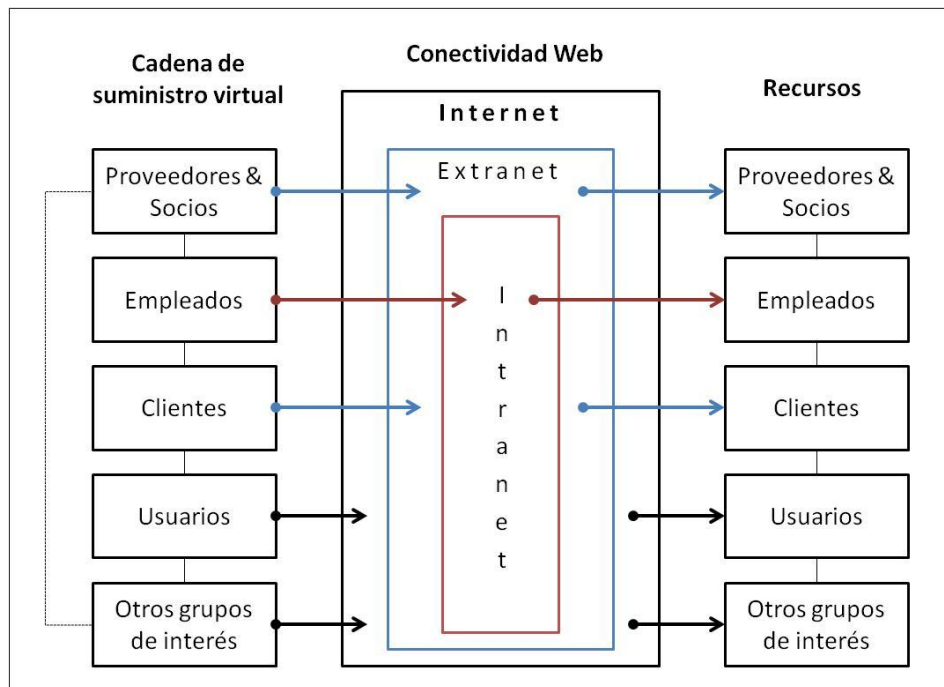 Cadena de
suministro virtual
Conectividad Web
Recursos
Internet
Extranet
Intranet
Proveedores &
Socios
Empleados
Clientes
Usuarios
Otros grupos
de interés
Proveedores &
Socios
Empleados
Clientes
Usuarios
Otros grupos
de interés